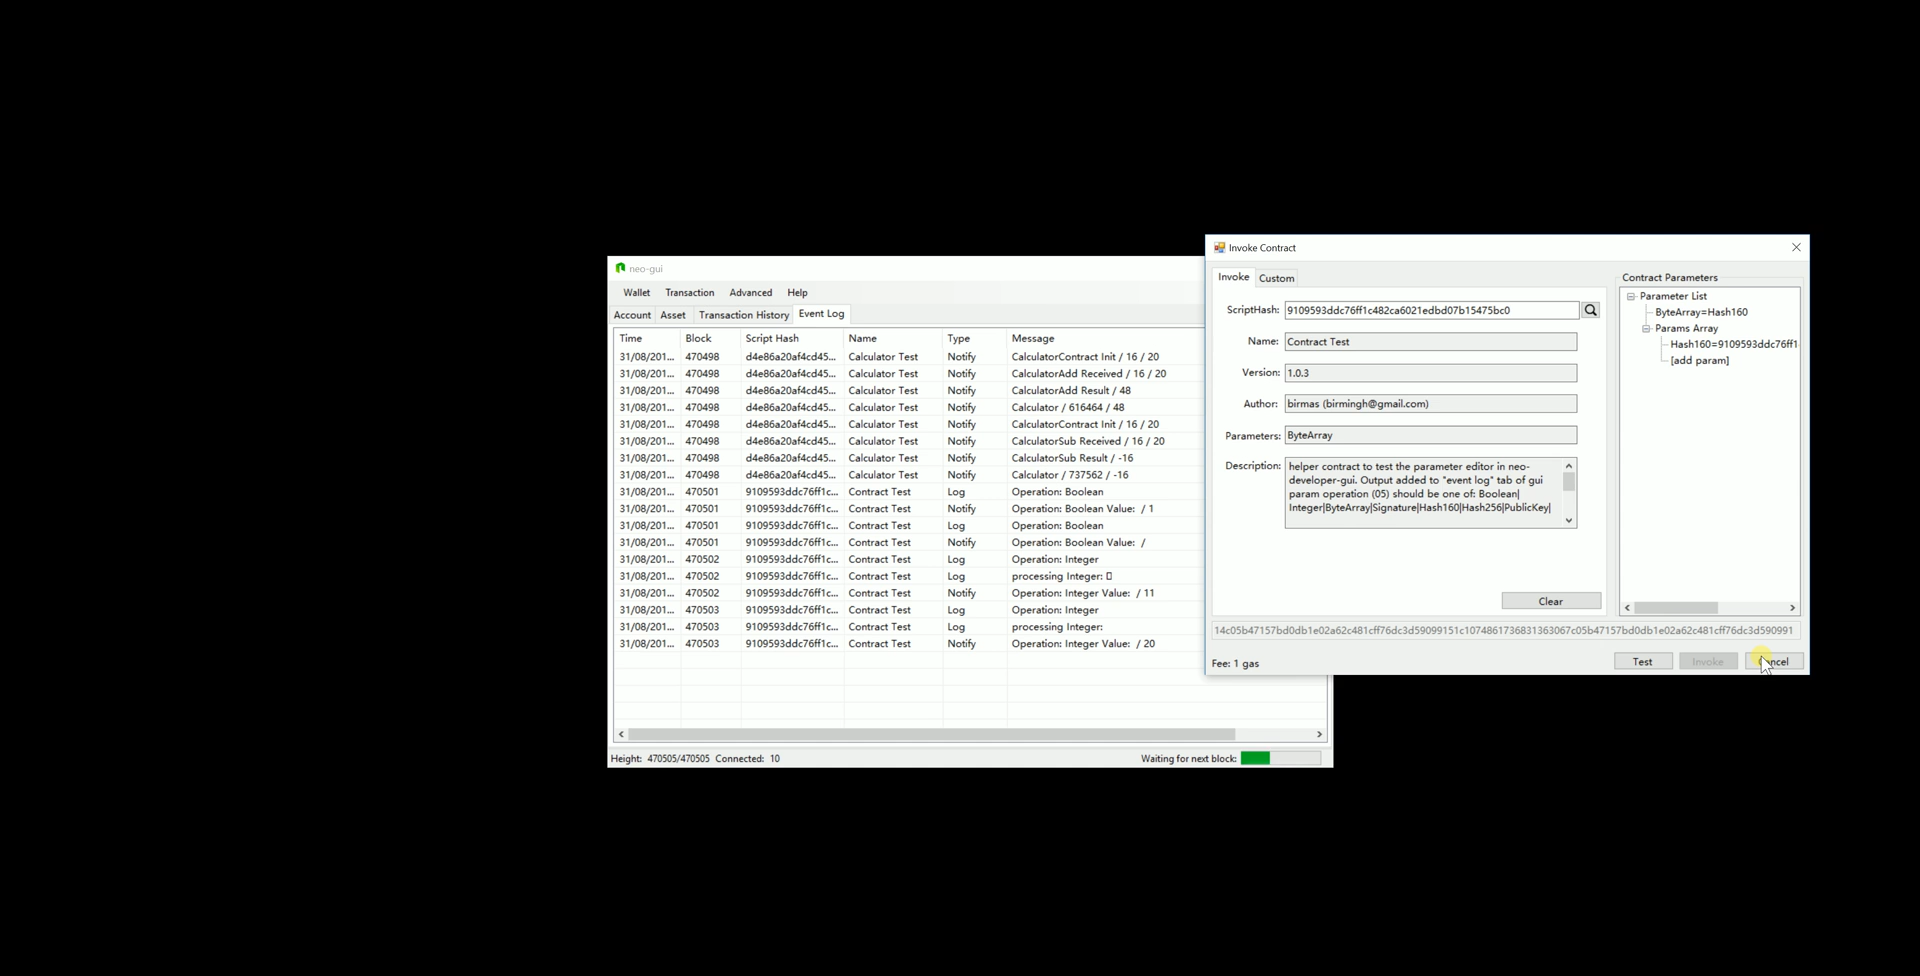 neo-gui
Wallet Transaction Advanced Help
Account Asset Transaction History Event Log
Time Block Script Hash Name Type Message
31/08/201... 470498 d4e86a20af4cd45... Calculator Test Notify CalculatorContract Init / 16 / 20
31/08/201... 470498 d4e86a20af4cd45... Calculator Test Notify CalculatorAdd Received / 16 / 20
31/08/201... 470498 d4e86a20af4cd45... Calculator Test Notify CalculatorAdd Result / 48
31/08/201... 470498 d4e86a20af4cd45... Calculator Test Notify Calculator / 616464 / 48
31/08/201... 470498 d4e86a20af4cd45... Calculator Test Notify CalculatorContract Init / 16 / 20
31/08/201... 470498 d4e86a20af4cd45... Calculator Test Notify CalculatorSub Received / 16 / 20
31/08/201... 470498 d4e86a20af4cd45... Calculator Test Notify CalculatorSub Result / -16
31/08/201... 470498 d4e86a20af4cd45... Calculator Test Notify Calculator / 737562 / -16
31/08/201... 470501 9109593ddc76ff1c... Contract Test Log Operation: Boolean
31/08/201... 470501 9109593ddc76ff1c... Contract Test Notify Operation: Boolean Value: / 1
31/08/201... 470501 9109593ddc76ff1c... Contract Test Log Operation: Boolean
31/08/201... 470501 9109593ddc76ff1c... Contract Test Notify Operation: Boolean Value: /
31/08/201... 470502 9109593ddc76ff1c... Contract Test Log Operation: Integer
31/08/201... 470502 9109593ddc76ff1c... Contract Test Log processing Integer: 
31/08/201... 470502 9109593ddc76ff1c... Contract Test Notify Operation: Integer Value: / 11
31/08/201... 470503 9109593ddc76ff1c... Contract Test Log Operation: Integer
31/08/201... 470503 9109593ddc76ff1c... Contract Test Log processing Integer:
31/08/201... 470503 9109593ddc76ff1c... Contract Test Notify Operation: Integer Value: / 20
Height: 470505/470505 Connected: 10 Waiting for next block:
Invoke Contract
Invoke Custom
ScriptHash: 9109593ddc76ff1c482ca6021edbd07b15475bc0
Name: Contract Test
Version: 1.0.3
Author: birmas (birmingh@gmail.com)
Parameters: ByteArray
Description: helper contract to test the parameter editor in neo-
developer-gui. Output added to "event log" tab of gui
param operation (05) should be one of: Boolean|
Integer|ByteArray|Signature|Hash160|Hash256|PublicKey|
Clear
Contract Parameters
Parameter List
ByteArray=Hash160
Params Array
Hash160=9109593ddc76ff1
[add param]
14c05b47157bd0db1e02a62c481cff76dc3d59099151c1074861736831363067c05b47157bd0db1e02a62c481cff76dc3d590991
Fee: 1 gas
Test Invoke